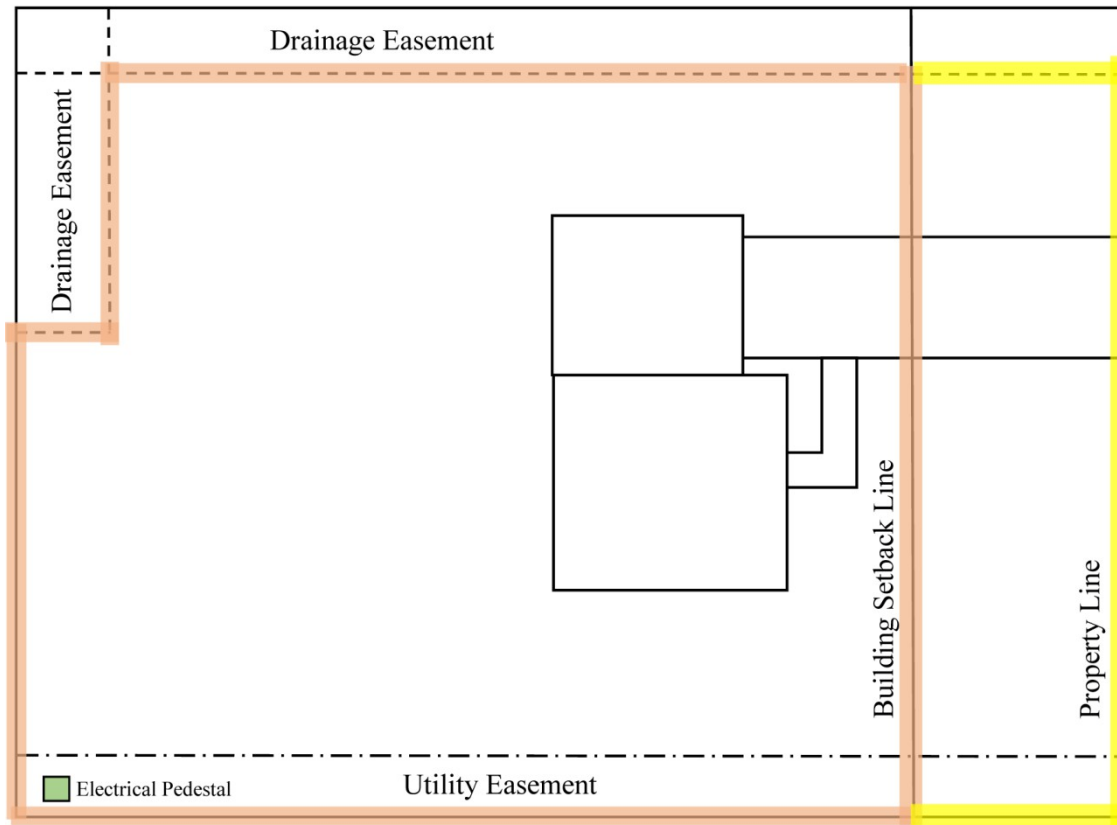 Drainage Easement
Drainage Easement
Building Setback Line
Property Line
Electrical Pedestal
Utility Easement